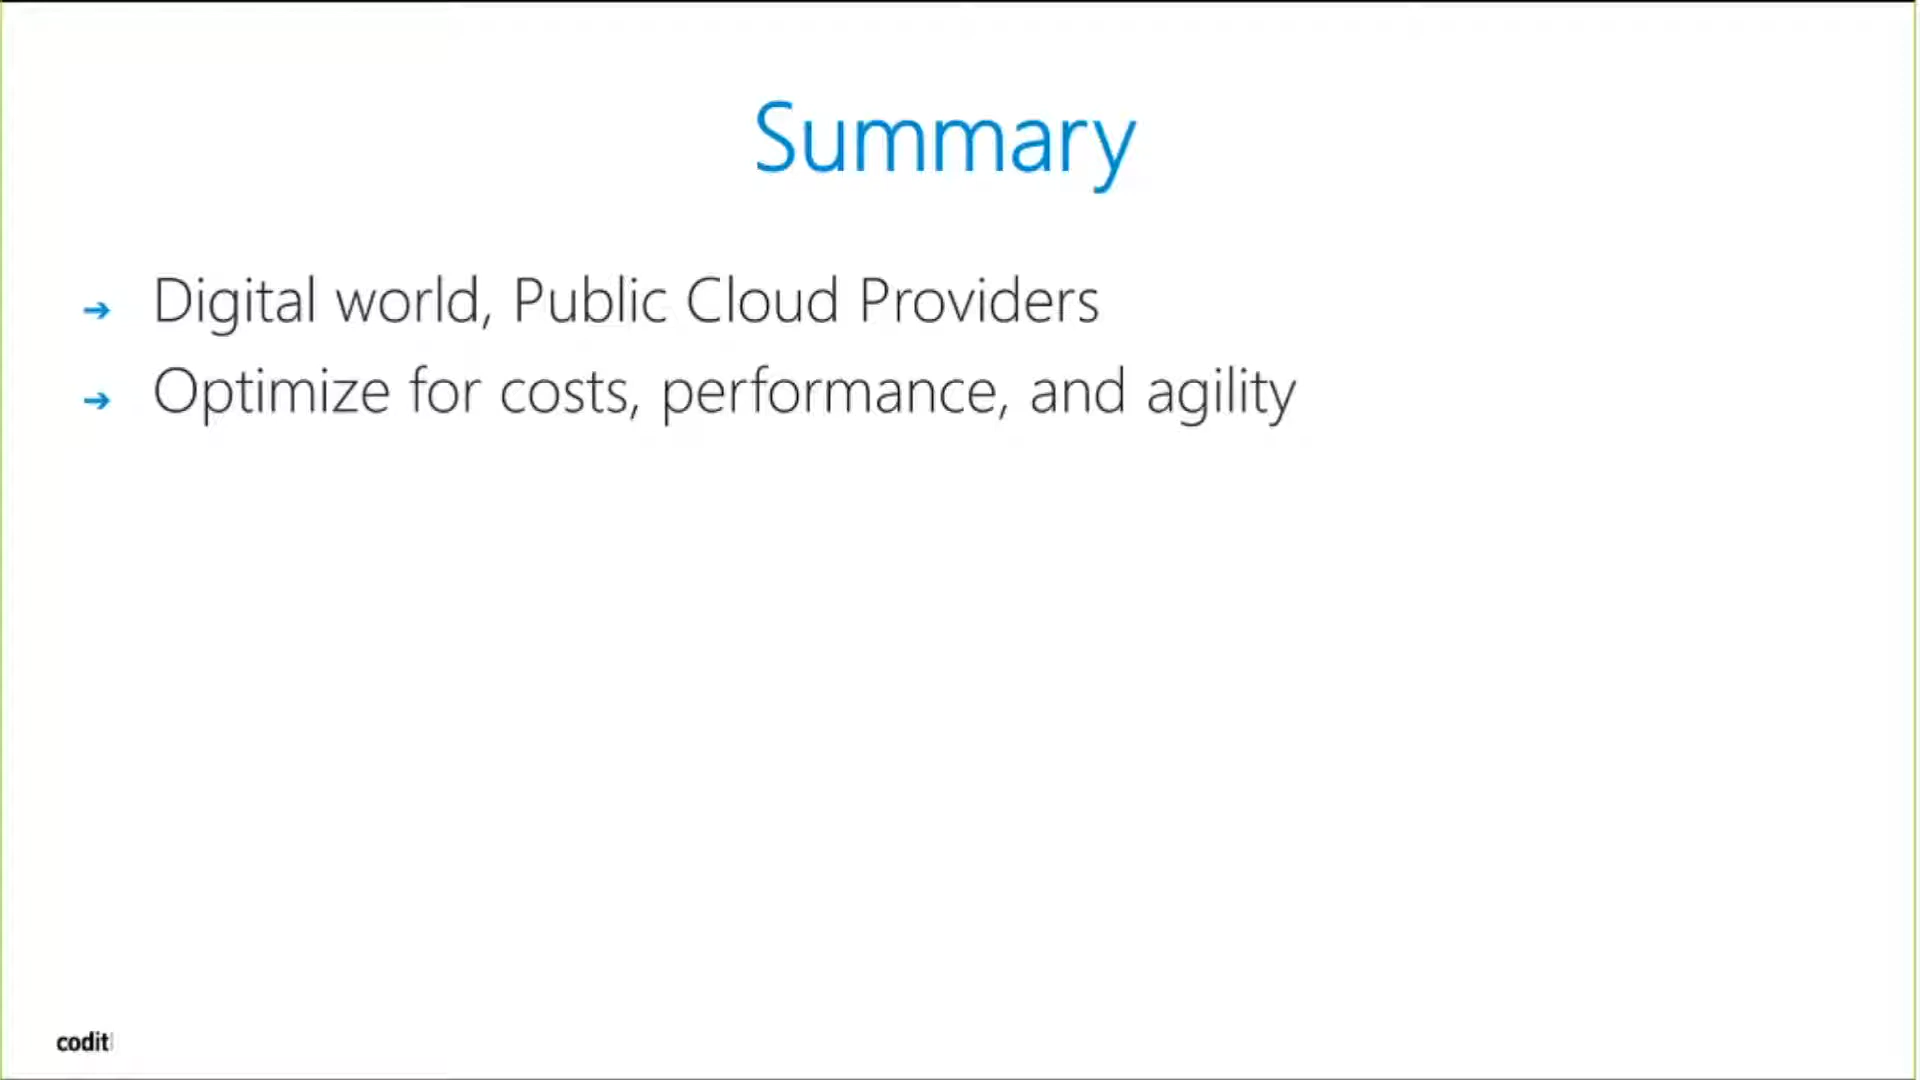 Summary
→ Digital world, Public Cloud Providers
→ Optimize for costs, performance, and agility
codit